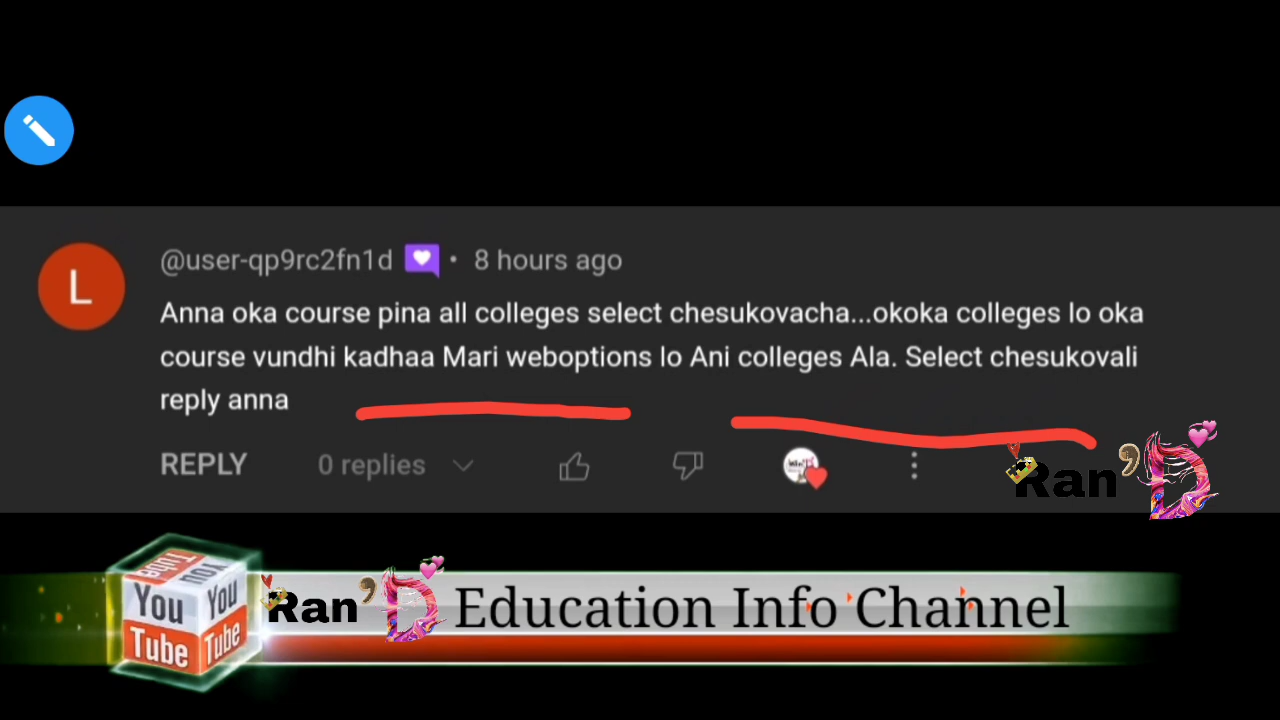 L
@user-qp9rc2fn1d • 8 hours ago
Anna oka course pina all colleges select chesukovacha...okoka colleges lo oka
course vundhi kadhaa Mari weboptions lo Ani colleges Ala. Select chesukovali
reply anna
REPLY 0 replies
Ran'D
You Tube You Tube Ran'D Education Info Channel